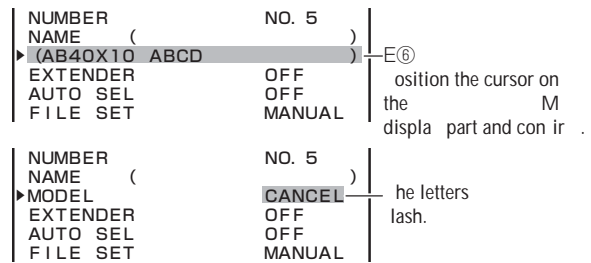 NUMBER NO. 5
NAME ( )
▶ (AB40X10 ABCD ) E⑥
EXTENDER OFF
AUTO SEL OFF
FILE SET MANUAL
osition the cursor on
the M
displa part and con ir .
NUMBER NO. 5
NAME ( )
▶MODEL CANCEL
EXTENDER OFF
AUTO SEL OFF
FILE SET MANUAL
he letters
lash.